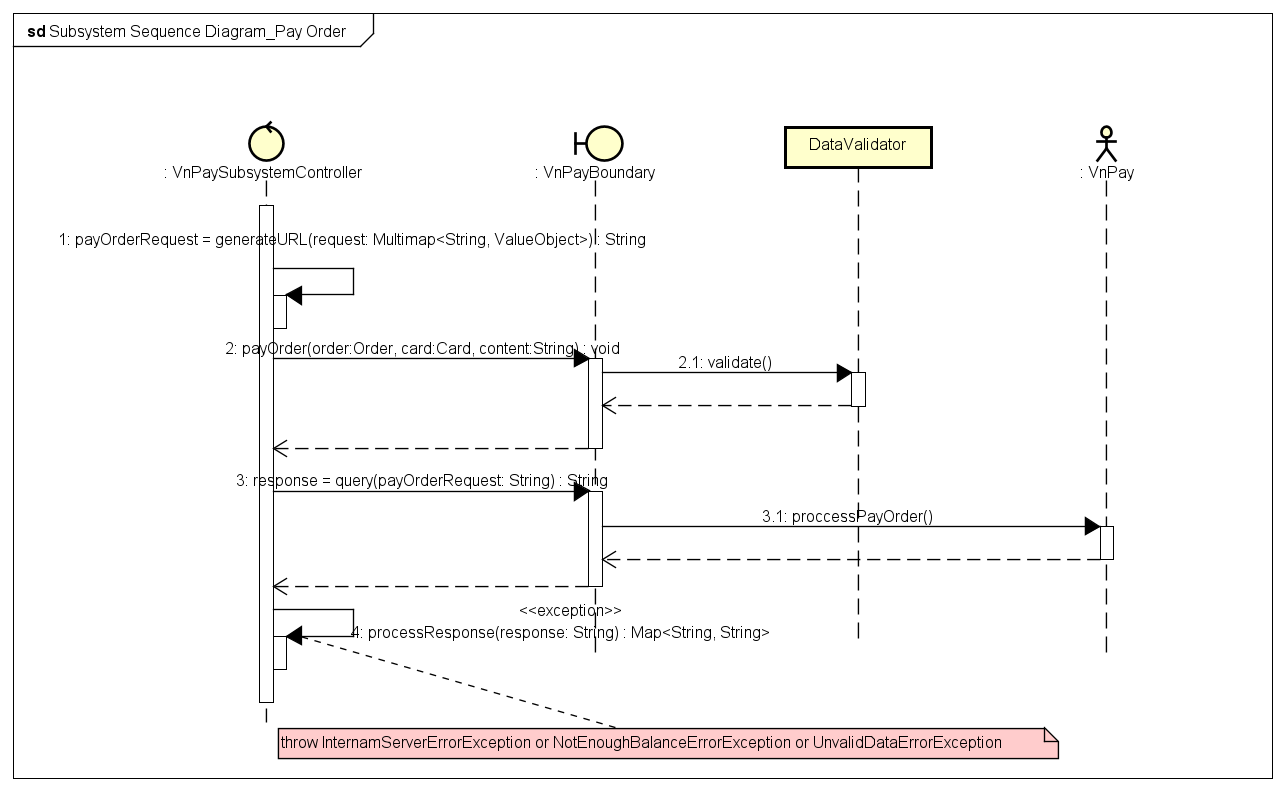 sd Subsystem Sequence Diagram_Pay Order
: VnPaySubsystemController
: VnPayBoundary
DataValidator
: VnPay
1: payOrderRequest = generateURL(request: Multimap<String, ValueObject>) : String
2: payOrder(order:Order, card:Card, content:String) : void
2.1: validate()
3: response = query(payOrderRequest: String) : String
3.1: proccessPayOrder()
<<exception>>
4: processResponse(response: String) : Map<String, String>
throw InternamServerErrorException or NotEnoughBalanceErrorException or UnvalidDataErrorException